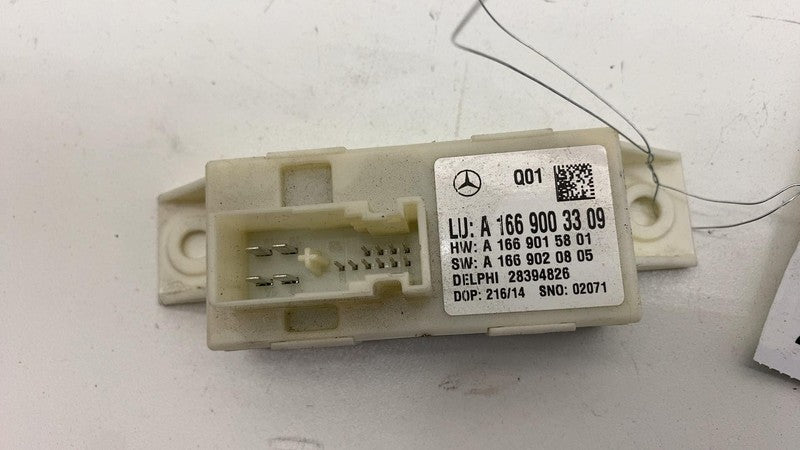 Q01
LU: A 166 900 33 09
HW: A 166 901 58 01
SW: A 166 902 08 05
DELPHI 28394826
DOP: 216/14 SNO: 02071